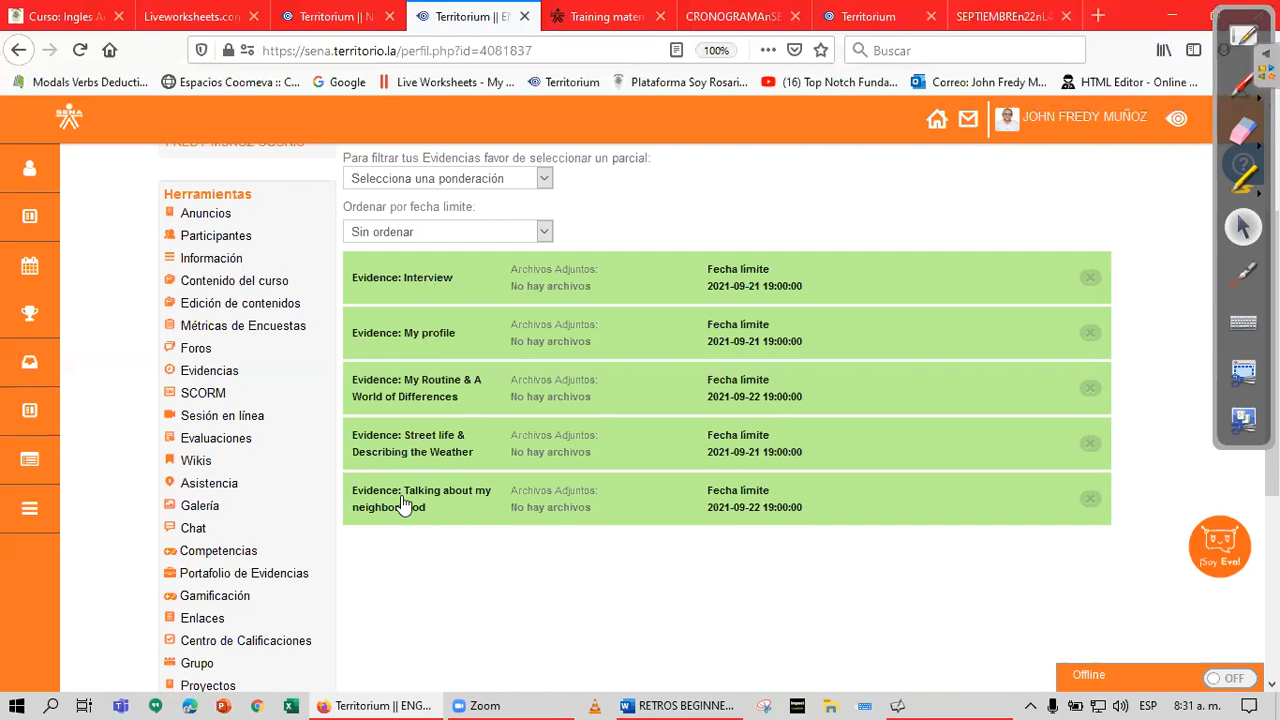 Curso: Ingles A
Liveworksheets.co
Territorium || N
Territorium || E
Training mater
CRONOGRAMAnS
Territorium
SEPTIEMBREn22nL
https://sena.territorio.la/perfil.php?id=4081837
100%
Buscar
Modals Verbs Deducti...
Espacios Coomeva :: C...
Google
Live Worksheets - My ...
Territorium
Plataforma Soy Rosari...
(16) Top Notch Funda...
Correo: John Fredy M...
HTML Editor - Online ...
SENA
JOHN FREDY MUÑOZ
Herramientas
Anuncios
Participantes
Información
Contenido del curso
Edición de contenidos
Métricas de Encuestas
Foros
Evidencias
SCORM
Sesión en línea
Evaluaciones
Wikis
Asistencia
Galería
Chat
Competencias
Portafolio de Evidencias
Gamificación
Enlaces
Centro de Calificaciones
Grupo
Proyectos
Para filtrar tus Evidencias favor de seleccionar un parcial:
Selecciona una ponderación
Ordenar por fecha limite:
Sin ordenar
Evidence: Interview
Archivos Adjuntos:
No hay archivos
Fecha límite
2021-09-21 19:00:00
Evidence: My profile
Archivos Adjuntos:
No hay archivos
Fecha límite
2021-09-21 19:00:00
Evidence: My Routine & A
World of Differences
Archivos Adjuntos:
No hay archivos
Fecha límite
2021-09-22 19:00:00
Evidence: Street life &
Describing the Weather
Archivos Adjuntos:
No hay archivos
Fecha límite
2021-09-21 19:00:00
Evidence: Talking about my
neighborhood
Archivos Adjuntos:
No hay archivos
Fecha límite
2021-09-22 19:00:00
¡Soy Eva!
Offline
OFF
Territorium || ENG...
Zoom
RETROS BEGINNE...
ESP
8:31 a. m.